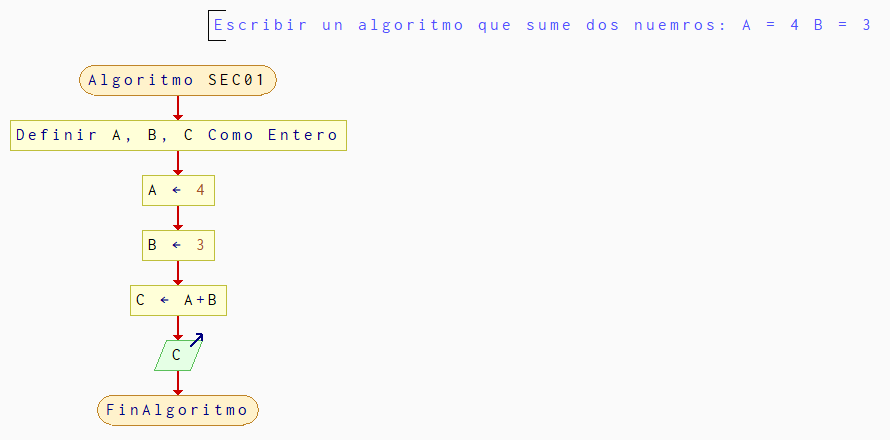 Escribir un algoritmo que sume dos nuemros: A = 4 B = 3
Algoritmo SEC01
Definir A, B, C Como Entero
A ← 4
B ← 3
C ← A+B
C
FinAlgoritmo